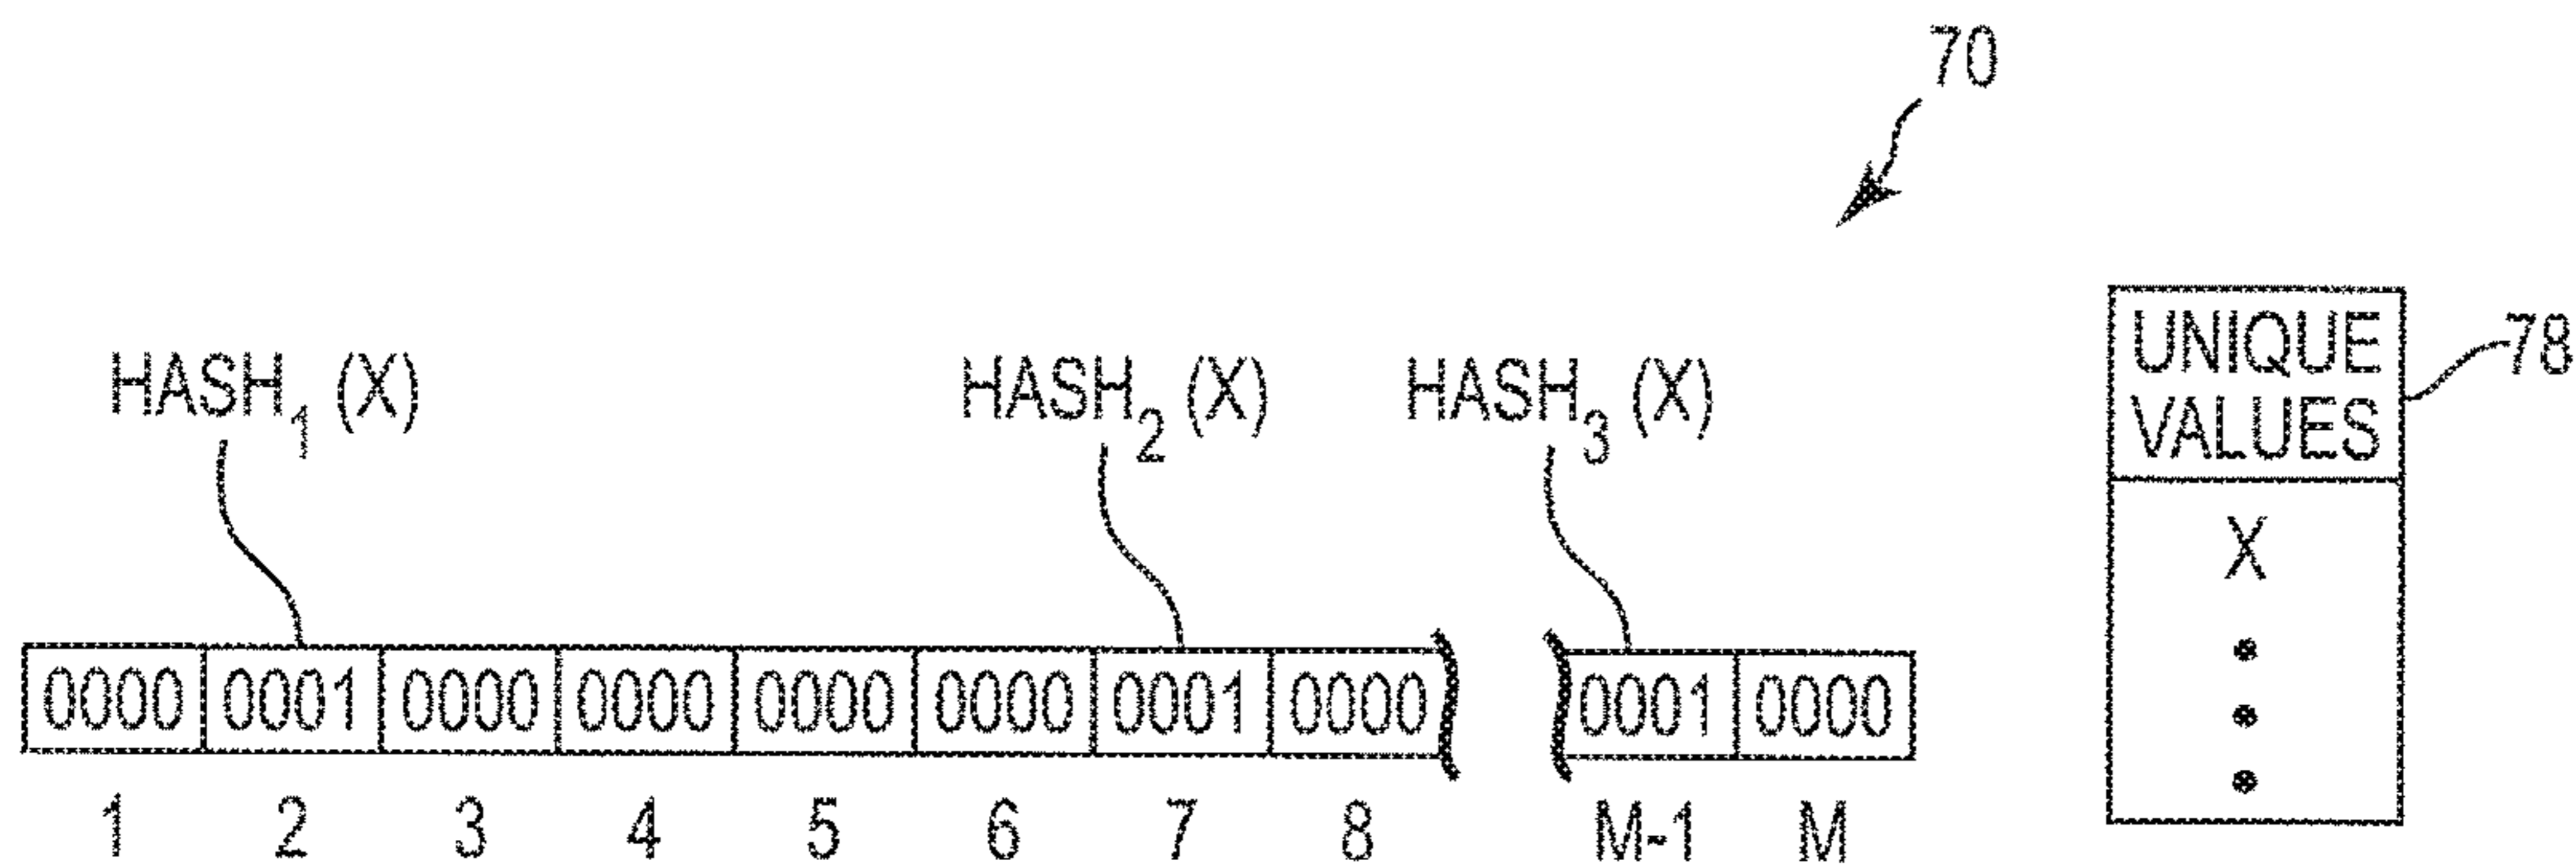 70
HASH1 (X) HASH2 (X) HASH3 (X)
UNIQUE
VALUES
78
X
0000 0001 0000 0000 0000 0000 0001 0000 0001 0000
1 2 3 4 5 6 7 8 M-1 M